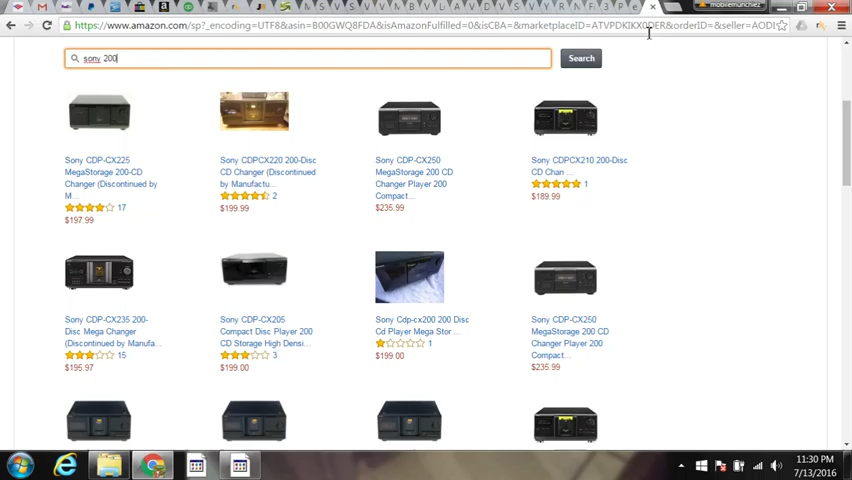 mobilemunchiez
https://www.amazon.com/sp?_encoding=UTF8&asin=B00GWQ8FDA&isAmazonFulfilled=0&isCBA=&marketplaceID=ATVPDKIKX0DER&orderID=&seller=AODL
sony 200
Search
Sony CDP-CX225
MegaStorage 200-CD
Changer (Discontinued by
M...
17
$197.99
Sony CDPCX220 200-Disc
CD Changer (Discontinued
by Manufactu...
2
$199.99
Sony CDP-CX250
MegaStorage 200 CD
Changer Player 200
Compact...
$235.99
Sony CDPCX210 200-Disc
CD Chan ...
1
$189.99
Sony CDP-CX235 200-
Disc Mega Changer
(Discontinued by Manufa...
15
$195.97
Sony CDP-CX205
Compact Disc Player 200
CD Storage High Densi...
3
$199.00
Sony Cdp-cx200 200 Disc
Cd Player Mega Stor ...
1
$199.00
Sony CDP-CX250
MegaStorage 200 CD
Changer Player 200
Compact...
$235.99
11:30 PM
7/13/2016